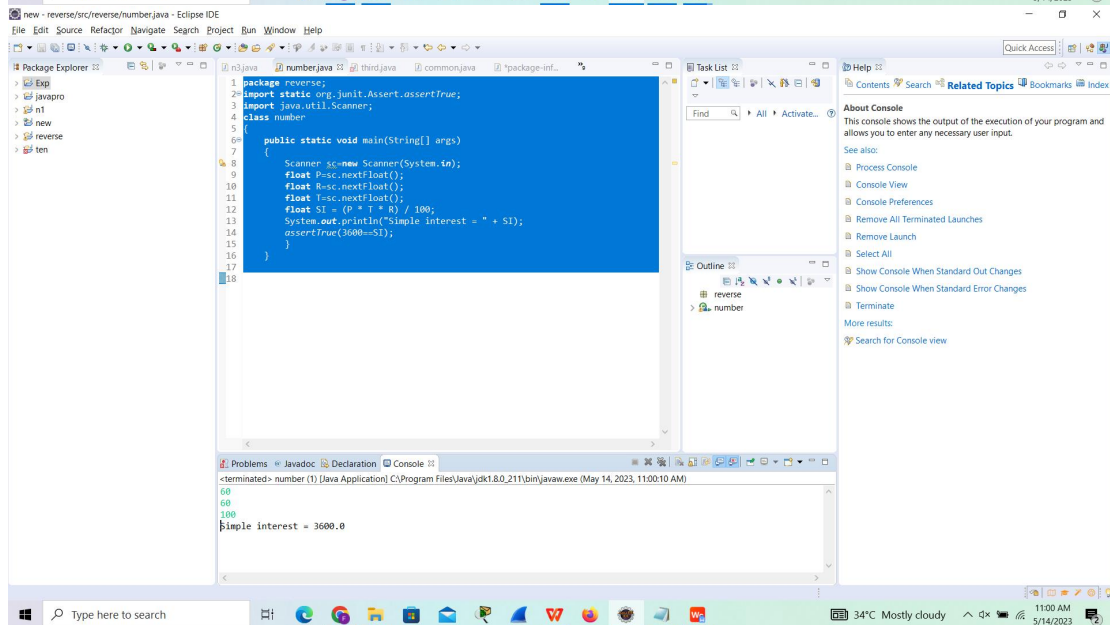 new - reverse/src/reverse/number.java - Eclipse IDE
File Edit Source Refactor Navigate Search Project Run Window Help
Quick Access
Package Explorer
Exp
javapro
n1
new
reverse
ten
n3.java number.java third.java common.java *package-inf...
1 package reverse;
2 import static org.junit.Assert.assertTrue;
3 import java.util.Scanner;
4 class number
5 {
6 public static void main(String[] args)
7 {
8 Scanner sc=new Scanner(System.in);
9 float P=sc.nextFloat();
10 float R=sc.nextFloat();
11 float T=sc.nextFloat();
12 float SI = (P * T * R) / 100;
13 System.out.println("Simple interest = " + SI);
14 assertTrue(3600==SI);
15 }
16 }
17
18
Task List
Find All Activate...
Outline
reverse
number
Help
Contents Search Related Topics Bookmarks Index
About Console
This console shows the output of the execution of your program and
allows you to enter any necessary user input.
See also:
Process Console
Console View
Console Preferences
Remove All Terminated Launches
Remove Launch
Select All
Show Console When Standard Out Changes
Show Console When Standard Error Changes
Terminate
More results:
Search for Console view
Problems Javadoc Declaration Console
<terminated> number (1) [Java Application] C:\Program Files\Java\jdk1.8.0_211\bin\javaw.exe (May 14, 2023, 11:00:10 AM)
60
60
100
Simple interest = 3600.0
Type here to search
34°C Mostly cloudy
11:00 AM
5/14/2023